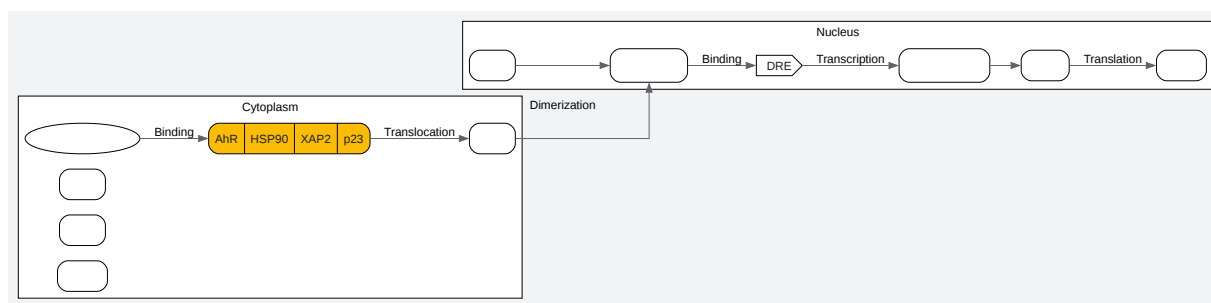 Nucleus
Binding
DRE
Transcription
Translation
Cytoplasm
Dimerization
Binding
AhR
HSP90
XAP2
p23
Translocation